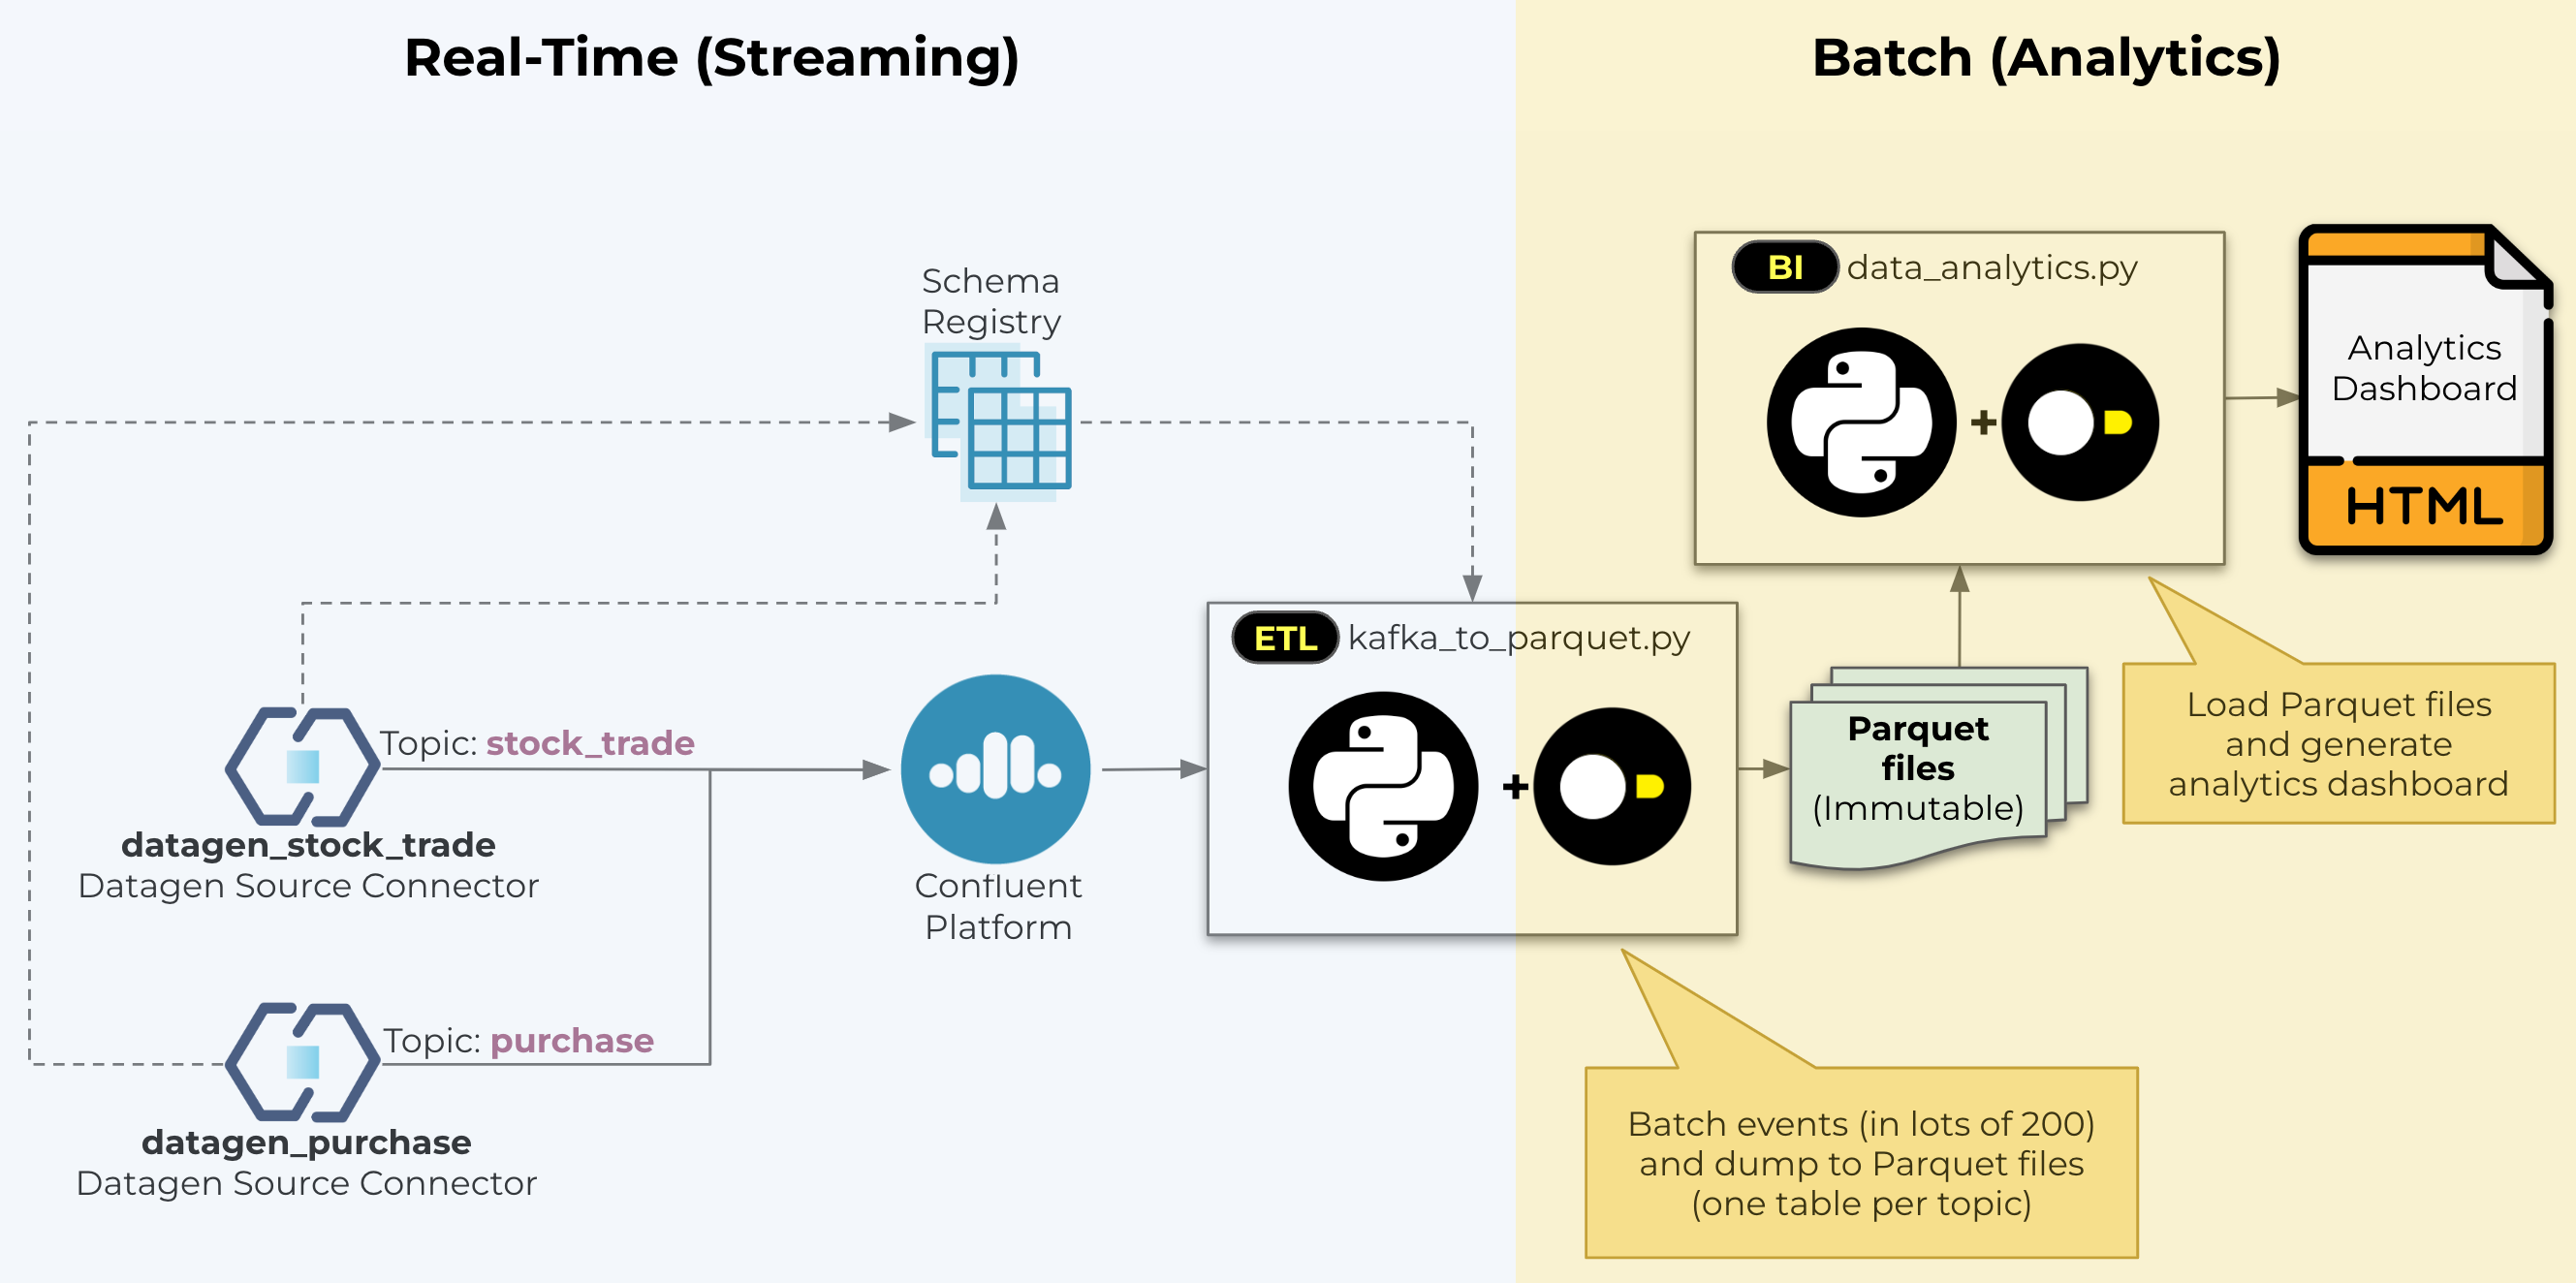 Real-Time (Streaming)
Batch (Analytics)
Schema
Registry
BI data_analytics.py
Analytics
Dashboard
HTML
ETL kafka_to_parquet.py
Topic: stock_trade
datagen_stock_trade
Datagen Source Connector
Confluent
Platform
Parquet
files
(Immutable)
Load Parquet files
and generate
analytics dashboard
Topic: purchase
datagen_purchase
Datagen Source Connector
Batch events (in lots of 200)
and dump to Parquet files
(one table per topic)